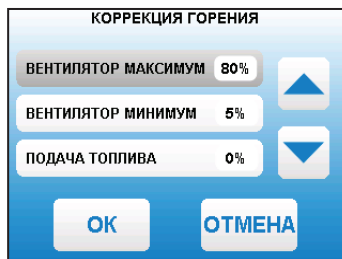 КОРРЕКЦИЯ ГОРЕНИЯ
ВЕНТИЛЯТОР МАКСИМУМ 80%
ВЕНТИЛЯТОР МИНИМУМ 5%
ПОДАЧА ТОПЛИВА 0%
ОК ОТМЕНА